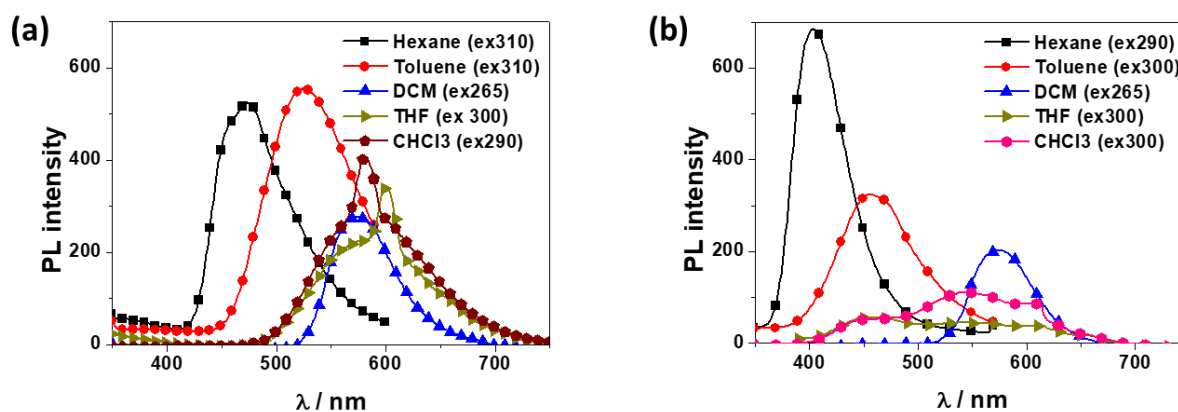 (a)
Hexane (ex310)
Toluene (ex310)
DCM (ex265)
THF (ex 300)
CHCl3 (ex290)
PL intensity
600
400
200
0
400
500
600
700
λ / nm
(b)
Hexane (ex290)
Toluene (ex300)
DCM (ex265)
THF (ex300)
CHCl3 (ex300)
PL intensity
600
400
200
0
400
500
600
700
λ / nm